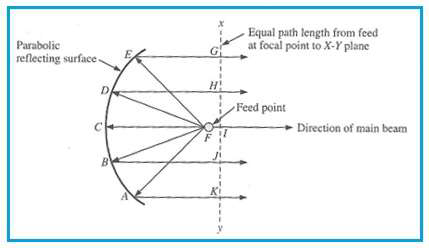 x
Equal path length from feed
at focal point to X-Y plane
Parabolic
reflecting surface
E
G
D
H
Feed point
C
F
I
Direction of main beam
B
J
A
K
y